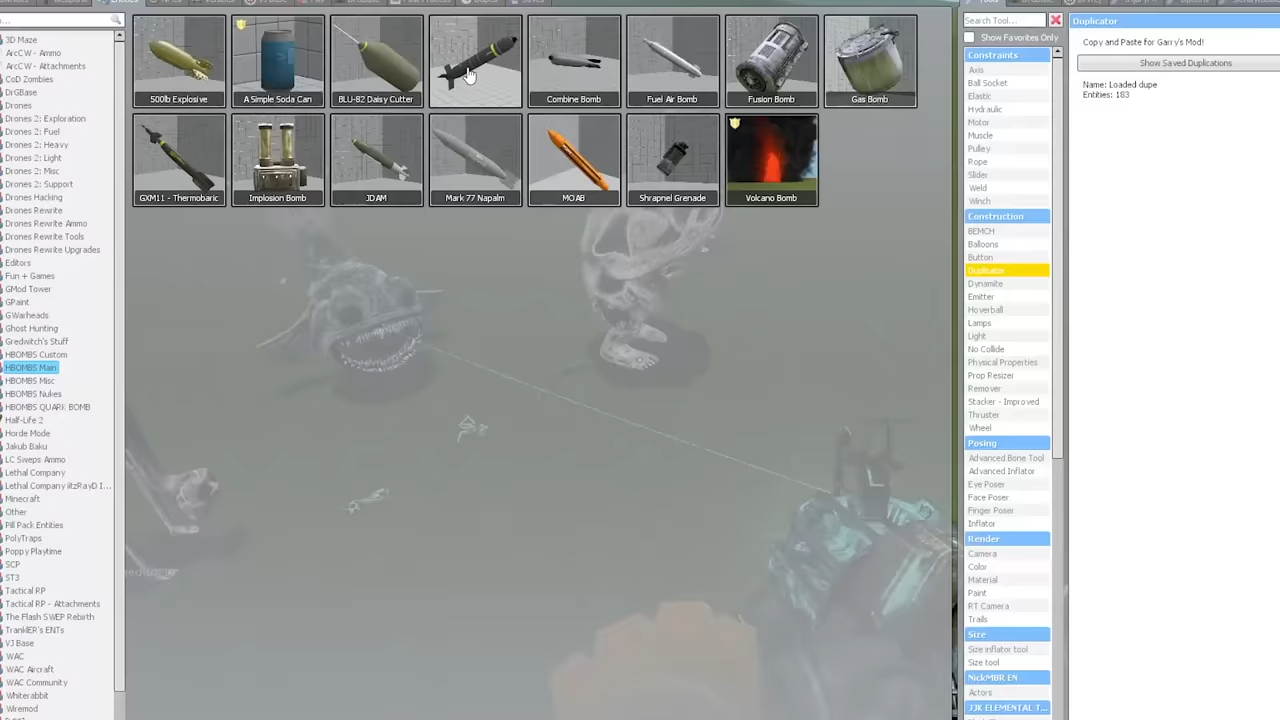 Duplicator
Search Tool...
Show Favorites Only
3D Maze
ArcCW - Ammo
ArcCW - Attachments
CoD Zombies
DrGBase
Drones
Drones 2: Exploration
Drones 2: Fuel
Drones 2: Heavy
Drones 2: Light
Drones 2: Misc
Drones 2: Support
Drones Hacking
Drones Rewrite
Drones Rewrite Ammo
Drones Rewrite Tools
Drones Rewrite Upgrades
Editors
Fun + Games
GMod Tower
GPaint
GWarheads
Ghost Hunting
Gredwitch's Stuff
HBOMBS Custom
HBOMBS Main
HBOMBS Misc
HBOMBS Nukes
HBOMBS QUARK BOMB
Half-Life 2
Horde Mode
Jakub Baku
LC Sweps Ammo
Lethal Company
Lethal Company iitzRayD I...
Minecraft
Other
Pill Pack Entities
PolyTraps
Poppy Playtime
SCP
ST3
Tactical RP
Tactical RP - Attachments
The Flash SWEP Rebirth
TrankIER's ENTs
VJ Base
WAC
WAC Aircraft
WAC Community
Whiterabbit
Wiremod
500lb Explosive
A Simple Soda Can
BLU-82 Daisy Cutter
Combine Bomb
Fuel Air Bomb
Fusion Bomb
Gas Bomb
GXM11 - Thermobaric
Implosion Bomb
JDAM
Mark 77 Napalm
MOAB
Shrapnel Grenade
Volcano Bomb
Constraints
Axis
Ball Socket
Elastic
Hydraulic
Motor
Muscle
Pulley
Rope
Slider
Weld
Winch
Construction
BEMCH
Balloons
Button
Duplicator
Dynamite
Emitter
Hoverball
Lamps
Light
No Collide
Physical Properties
Prop Resizer
Remover
Stacker - Improved
Thruster
Wheel
Posing
Advanced Bone Tool
Advanced Inflator
Eye Poser
Face Poser
Finger Poser
Inflator
Render
Camera
Color
Material
Paint
RT Camera
Trails
Size
Size inflator tool
Size tool
NickMBR EN
Actors
JJK ELEMENTAL T...
Copy and Paste for Garry's Mod!
Show Saved Duplications
Name: Loaded dupe
Entities: 183